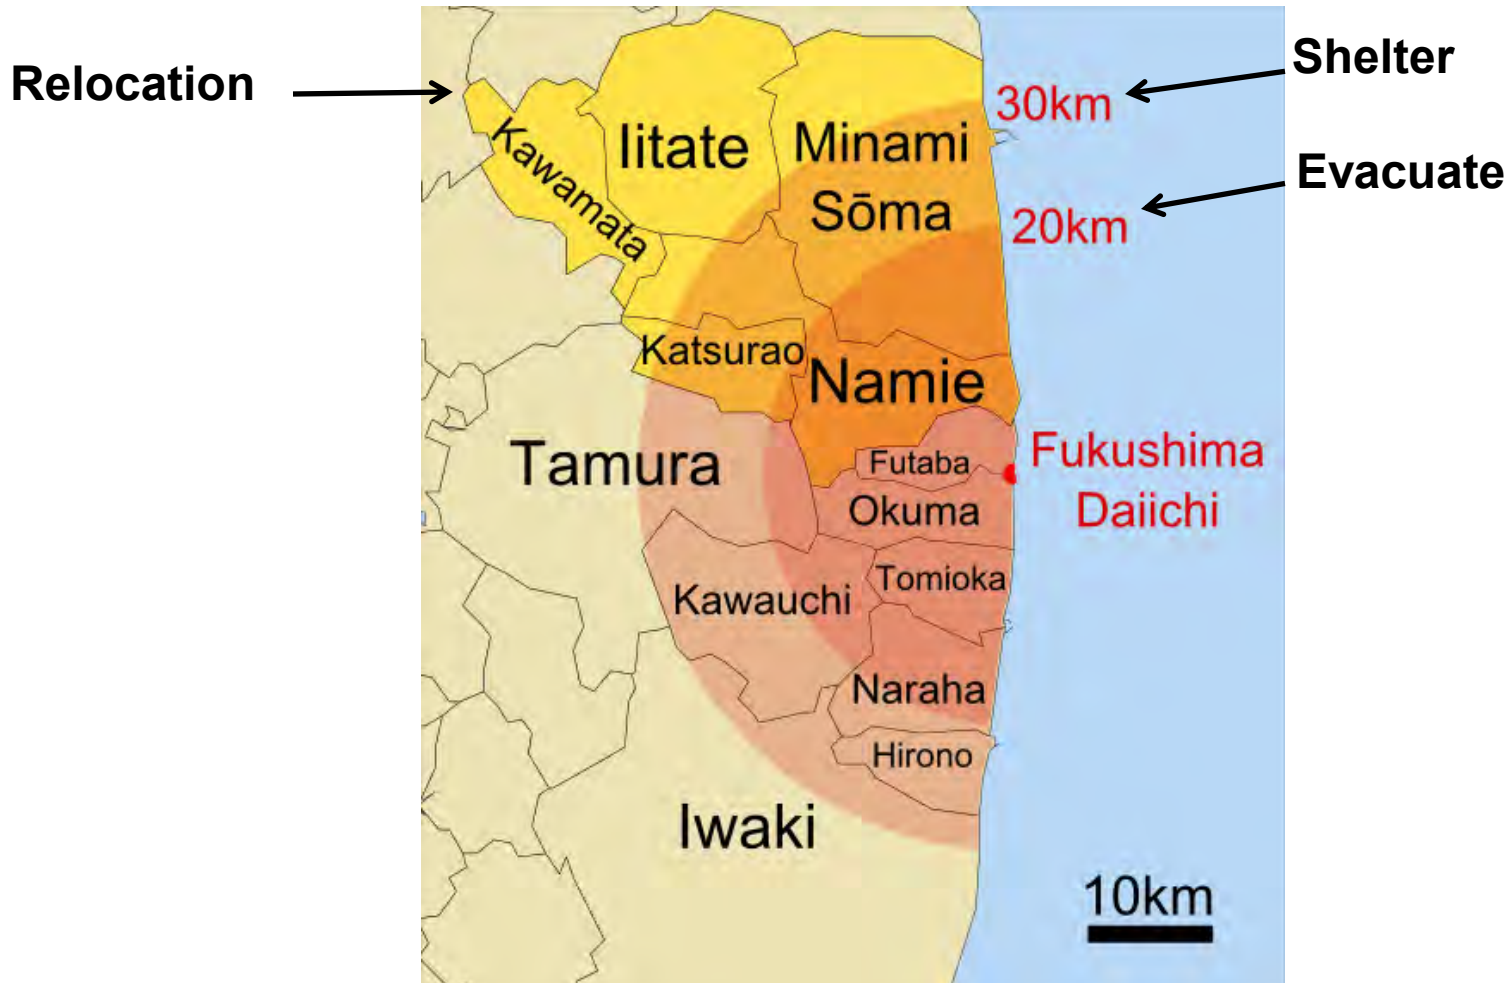 Relocation
Shelter
30km
Evacuate
20km
Kawamata
Iitate
Minami
Sōma
Katsurao
Namie
Tamura
Futaba
Fukushima
Daiichi
Okuma
Tomioka
Kawauchi
Naraha
Hirono
Iwaki
10km